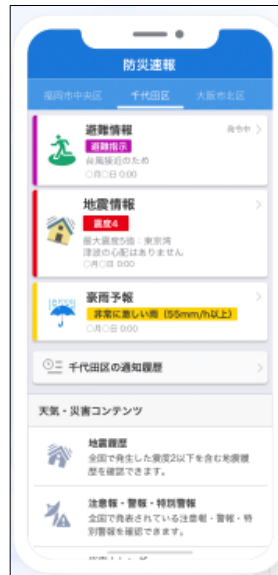 防災速報
福岡市中央区 千代田区 大阪市北区
避難情報 発令中
避難指示
台風接近のため
○月○日 0:00
地震情報
震度4
最大震度5強：東京湾
津波の心配はありません
○月○日 0:00
豪雨予報
非常に激しい雨（55mm/h以上）
○月○日 0:00
千代田区の通知履歴
天気・災害コンテンツ
地震履歴
全国で発生した震度2以下を含む地震履
歴を確認できます。
注意報・警報・特別警報
全国で発表されている注意報・警報・特
別警報を確認できます。